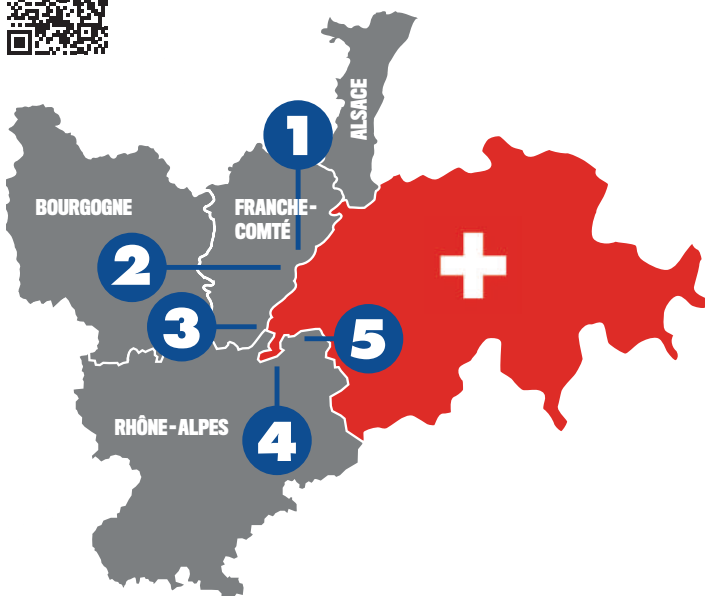 ALSACE
1
BOURGOGNE
FRANCHE-
COMTÉ
2
3
5
RHÔNE-ALPES
4